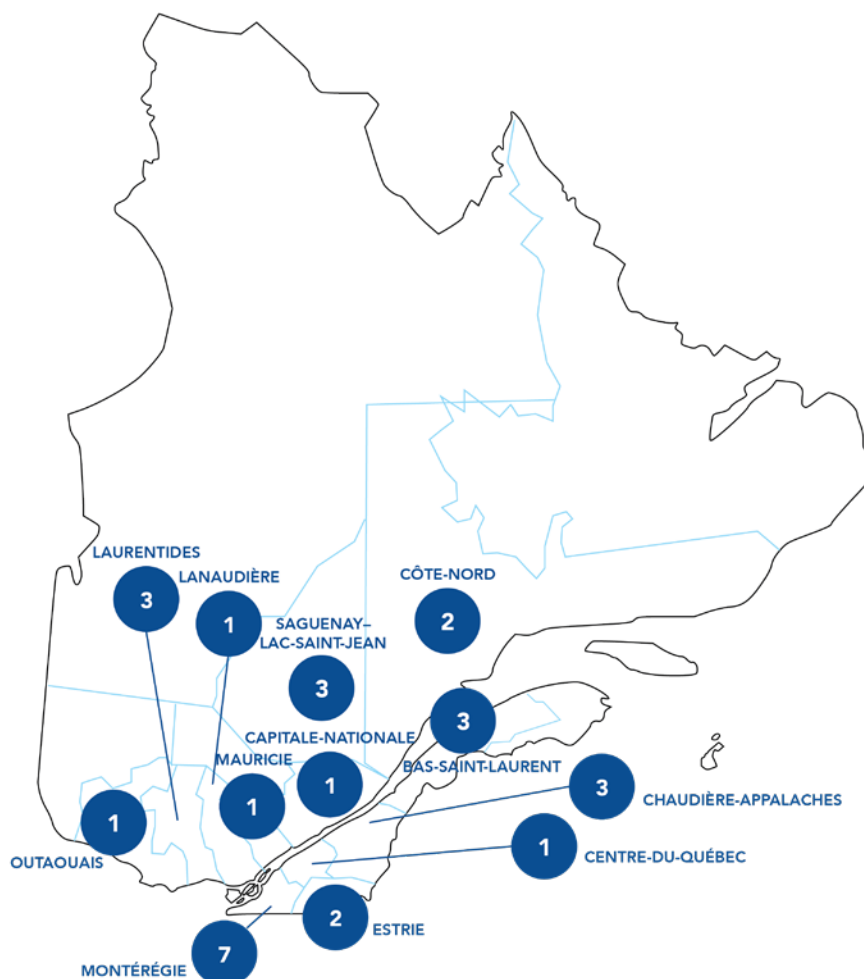 LAURENTIDES
3
LANAUDIÈRE
1
SAGUENAY–
LAC-SAINT-JEAN
3
CÔTE-NORD
2
3
BAS-SAINT-LAURENT
CAPITALE-NATIONALE
1
MAURICIE
1
1
OUTAOUAIS
3
CHAUDIÈRE-APPALACHES
1
CENTRE-DU-QUÉBEC
2
ESTRIE
7
MONTÉRÉGIE